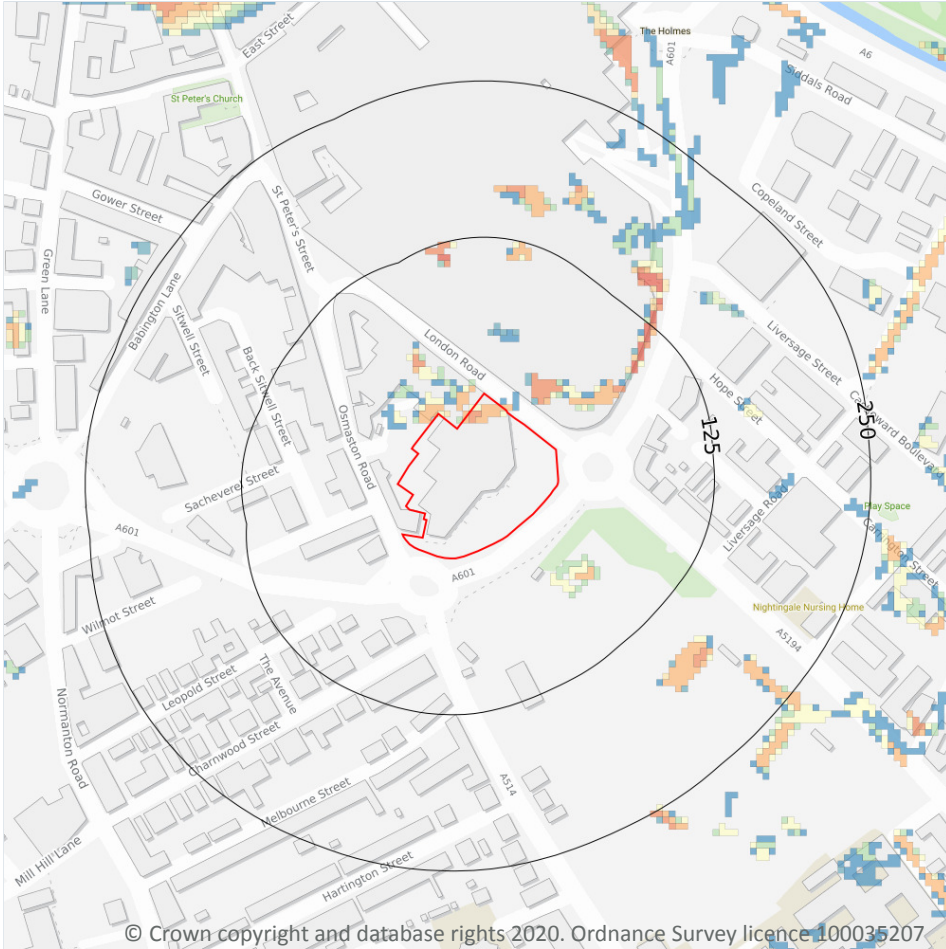 The Holmes
A601
A6
East Street
Siddals Road
St Peter's Church
Gower Street
St Peter's Street
Copeland Street
Green Lane
Babington Lane
Sitwell Street
London Road
Liversage Street
Back Sitwell Street
Hope Street
125
250
Osmaston Road
Sacheverel Street
Liversage Road
Play Space
A601
Carrington Street
A601
Wilmot Street
Nightingale Nursing Home
A5194
Leopold Street
The Avenue
Normanton Road
Charnwood Street
A514
Melbourne Street
Mill Hill Lane
Hartington Street
© Crown copyright and database rights 2020. Ordnance Survey licence 100035207.